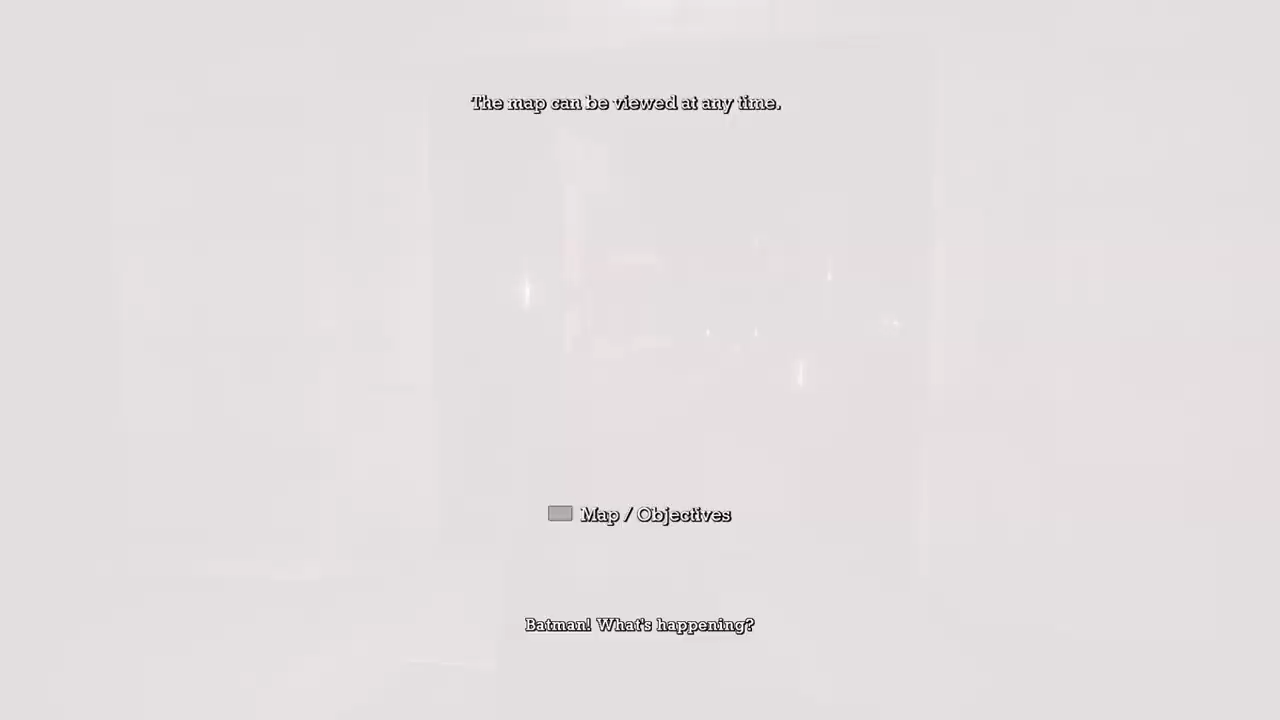 The map can be viewed at any time.
Map / Objectives
Batman! What's happening?